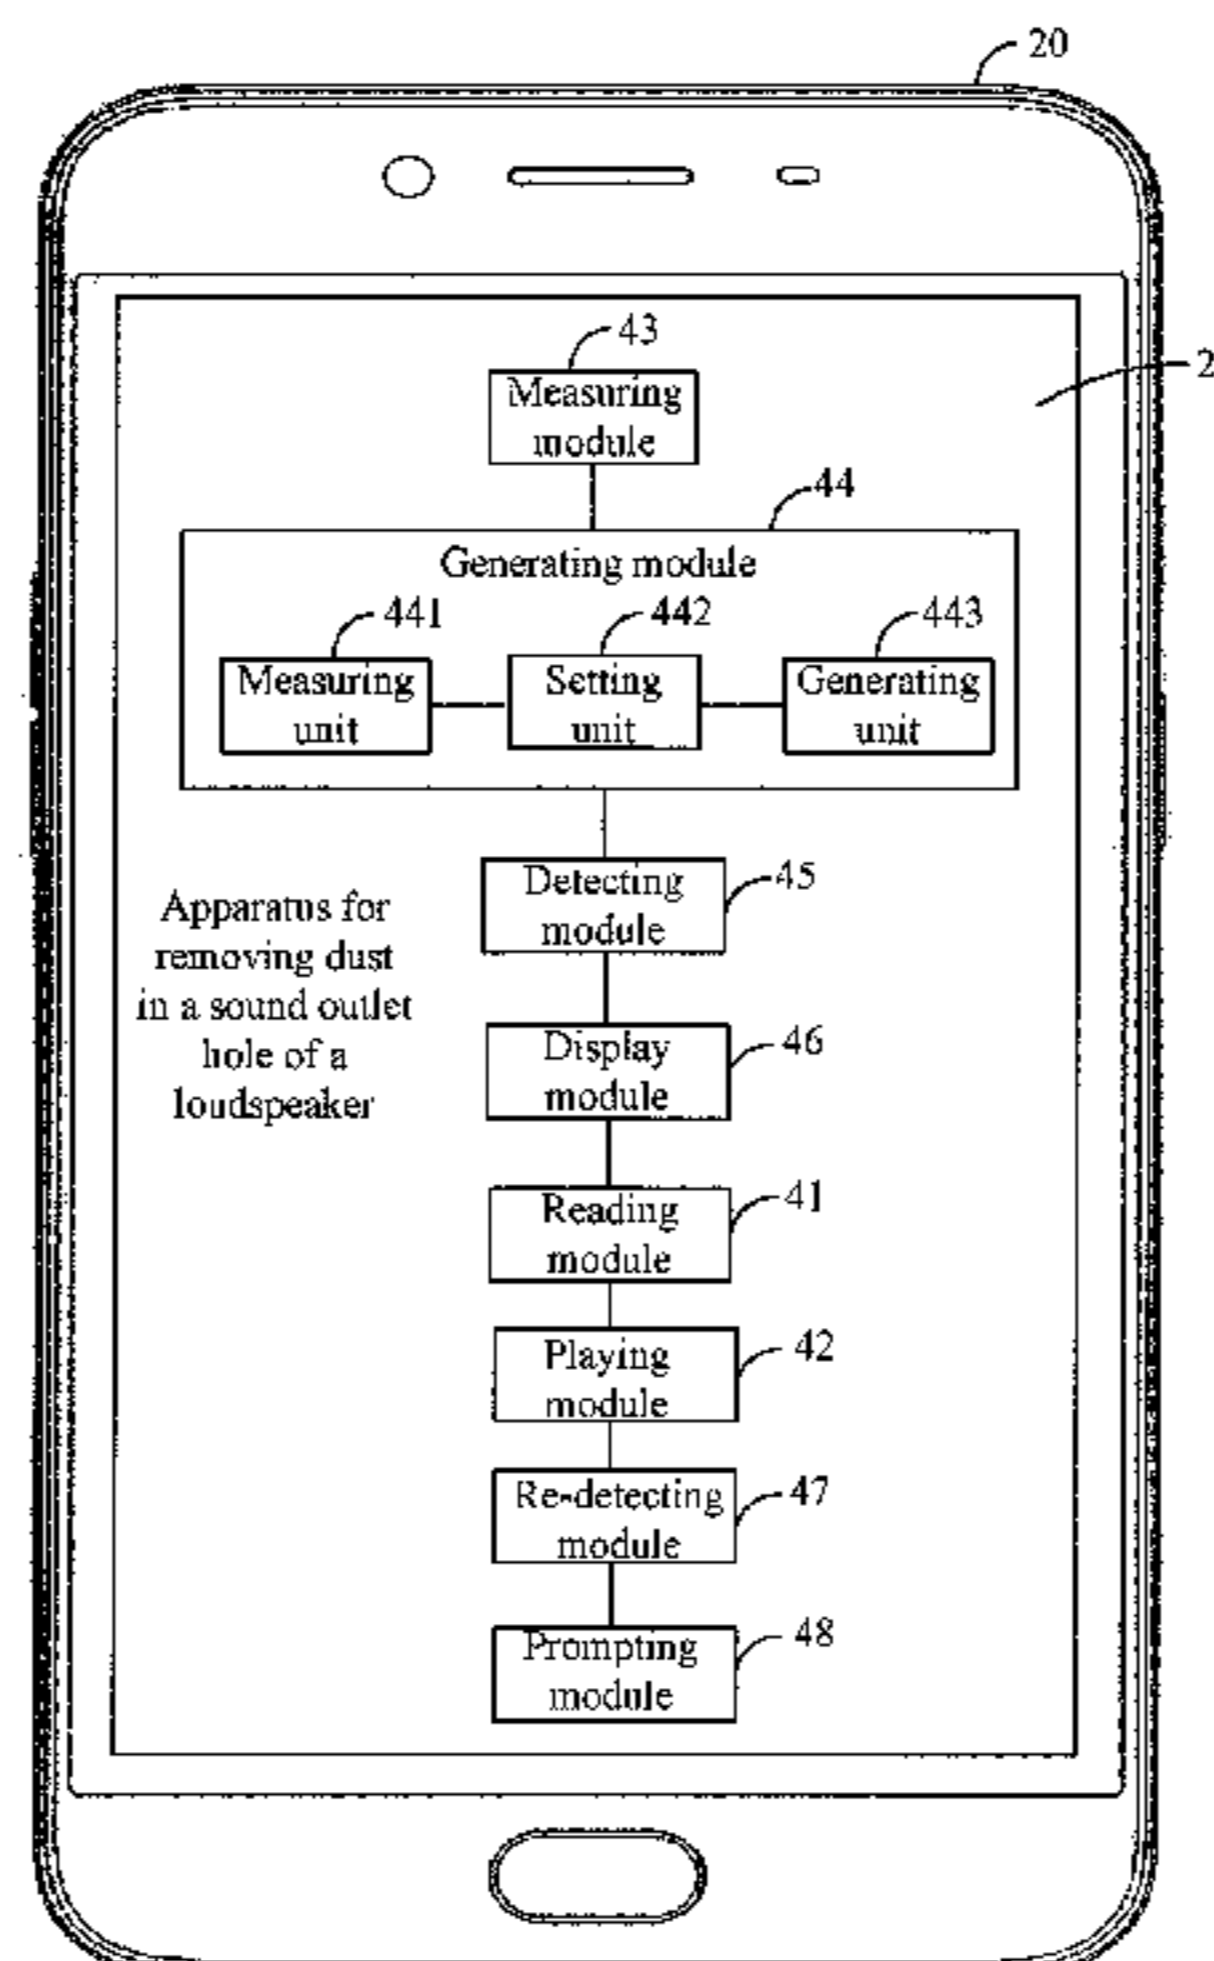 20
43
2
Measuring
module
44
Generating module
441
442
443
Measuring
unit
Setting
unit
Generating
unit
Detecting
module
45
Apparatus for
removing dust
in a sound outlet
hole of a
loudspeaker
Display
module
46
Reading
module
41
Playing
module
42
Re-detecting
module
47
Prompting
module
48